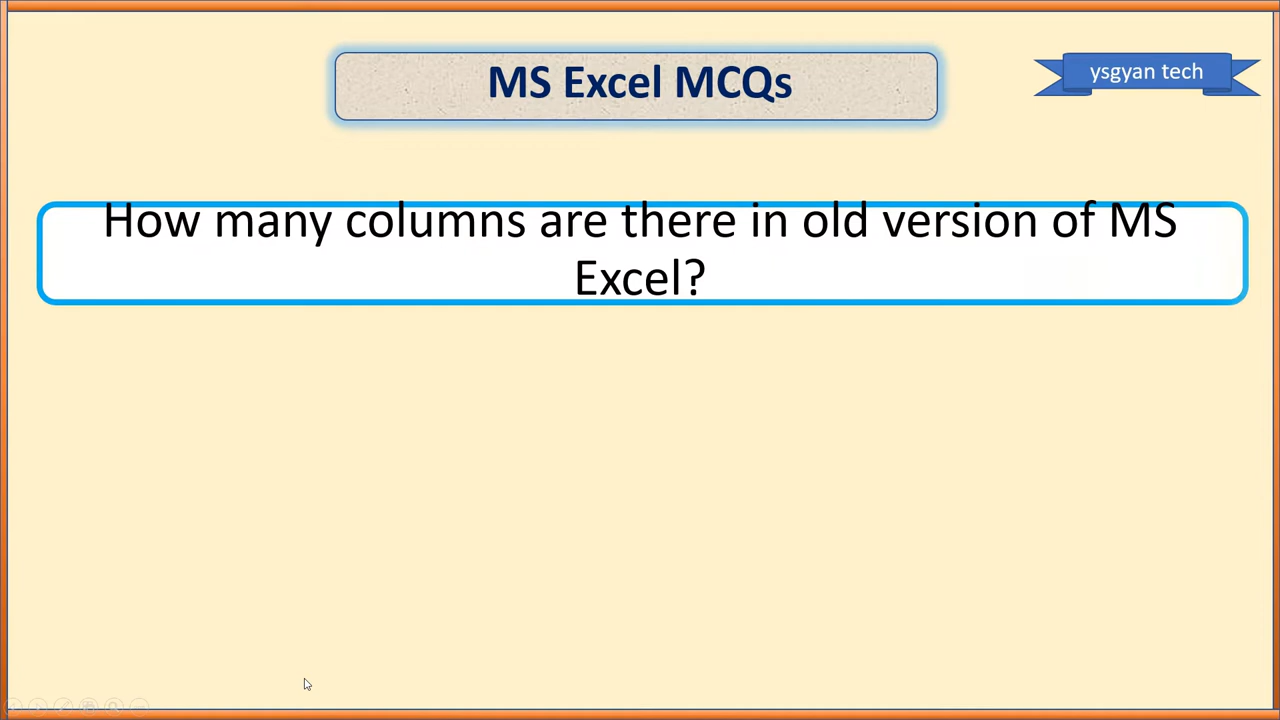 MS Excel MCQs
ysgyan tech
How many columns are there in old version of MS
Excel?